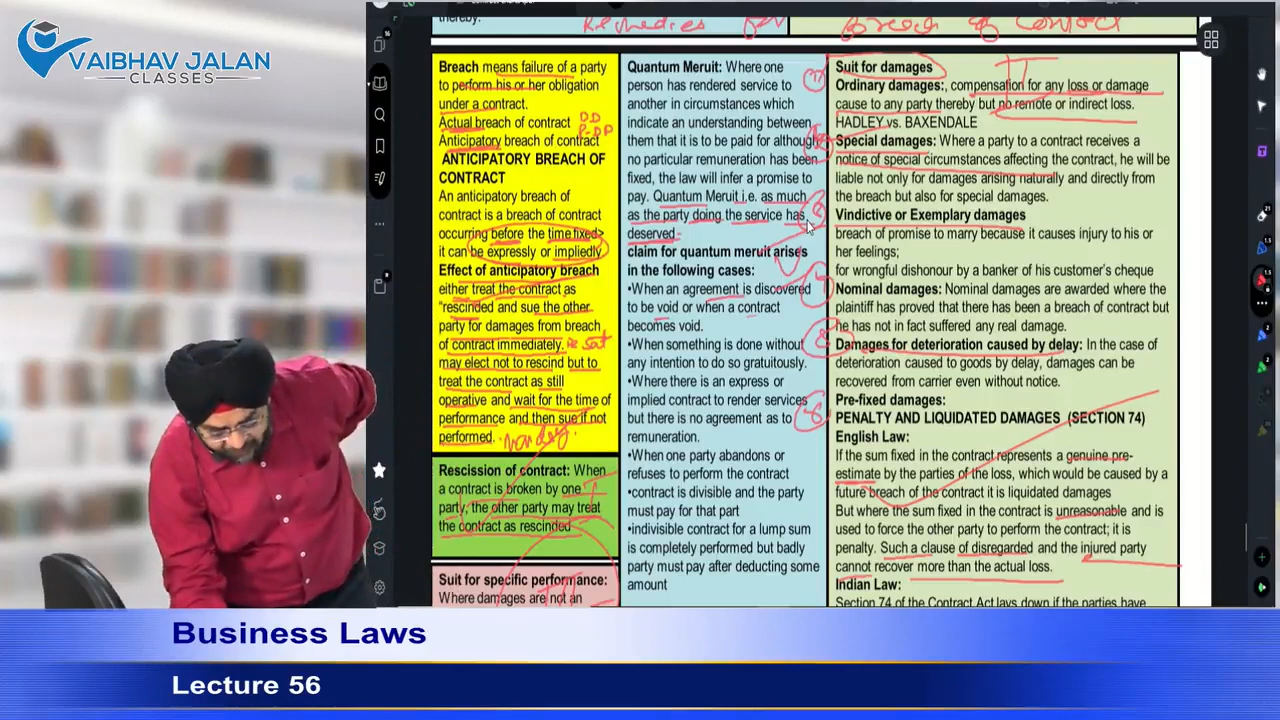 VAIBHAV JALAN
CLASSES
thereby.
Remedies for Breach of Contract
Breach means failure of a party
to perform his or her obligation
under a contract.
Actual breach of contract
Anticipatory breach of contract
ANTICIPATORY BREACH OF
CONTRACT
An anticipatory breach of
contract is a breach of contract
occurring before the time fixed>
it can be expressly or impliedly
Effect of anticipatory breach
either treat the contract as
"rescinded and sue the other
party for damages from breach
of contract immediately.
may elect not to rescind but to
treat the contract as still
operative and wait for the time of
performance and then sue if not
performed.
Rescission of contract: When
a contract is broken by one
party, the other party may treat
the contract as rescinded
Suit for specific performance:
Where damages are not an
Quantum Meruit: Where one
person has rendered service to
another in circumstances which
indicate an understanding between
them that it is to be paid for although
no particular remuneration has been
fixed, the law will infer a promise to
pay. Quantum Meruit i.e. as much
as the party doing the service has
deserved
claim for quantum meruit arises
in the following cases:
•When an agreement is discovered
to be void or when a contract
becomes void.
•When something is done without
any intention to do so gratuitously.
•Where there is an express or
implied contract to render services
but there is no agreement as to
remuneration.
•When one party abandons or
refuses to perform the contract
•contract is divisible and the party
must pay for that part
•indivisible contract for a lump sum
is completely performed but badly
party must pay after deducting some
amount
Suit for damages
Ordinary damages:, compensation for any loss or damage
cause to any party thereby but no remote or indirect loss.
HADLEY vs. BAXENDALE
Special damages: Where a party to a contract receives a
notice of special circumstances affecting the contract, he will be
liable not only for damages arising naturally and directly from
the breach but also for special damages.
Vindictive or Exemplary damages
breach of promise to marry because it causes injury to his or
her feelings;
for wrongful dishonour by a banker of his customer's cheque
Nominal damages: Nominal damages are awarded where the
plaintiff has proved that there has been a breach of contract but
he has not in fact suffered any real damage.
Damages for deterioration caused by delay: In the case of
deterioration caused to goods by delay, damages can be
recovered from carrier even without notice.
Pre-fixed damages:
PENALTY AND LIQUIDATED DAMAGES (SECTION 74)
English Law:
If the sum fixed in the contract represents a genuine pre-
estimate by the parties of the loss, which would be caused by a
future breach of the contract it is liquidated damages
But where the sum fixed in the contract is unreasonable and is
used to force the other party to perform the contract; it is
penalty. Such a clause of disregarded and the injured party
cannot recover more than the actual loss.
Indian Law:
Section 74 of the Contract Act lays down if the parties have
Business Laws
Lecture 56